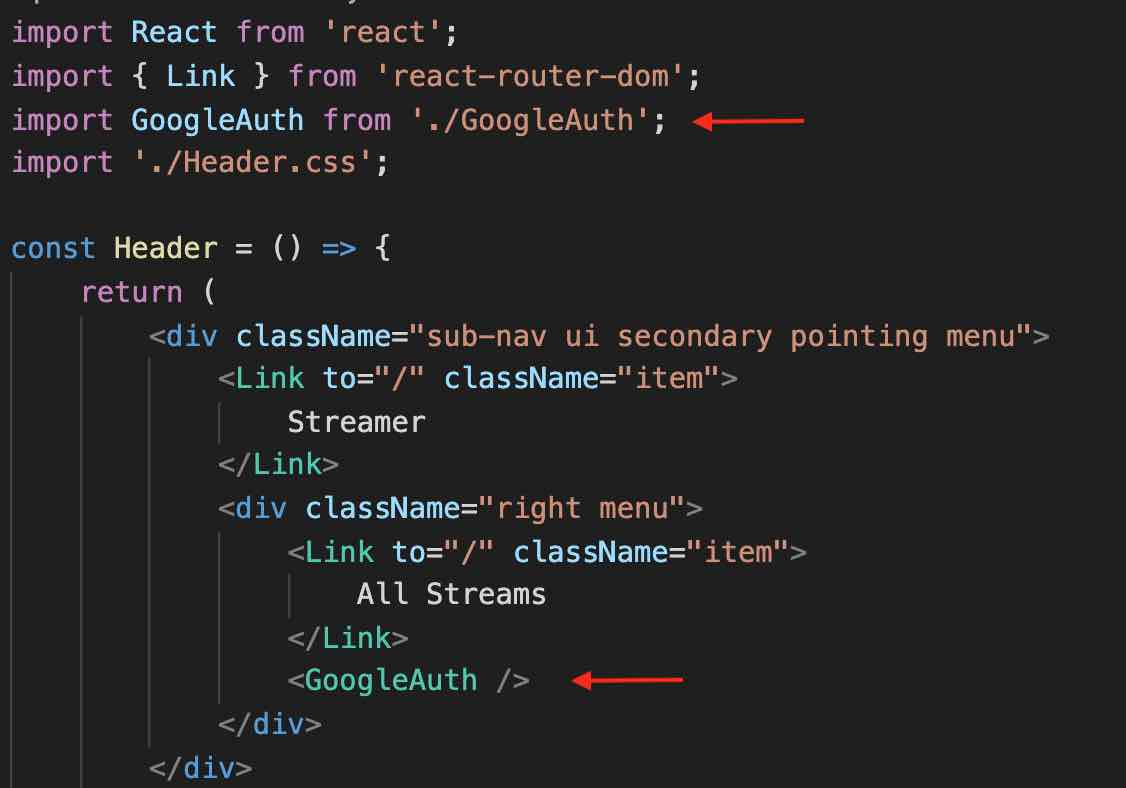 import React from 'react';
import { Link } from 'react-router-dom';
import GoogleAuth from './GoogleAuth';
import './Header.css';
const Header = () => {
return (
<div className="sub-nav ui secondary pointing menu">
<Link to="/" className="item">
Streamer
</Link>
<div className="right menu">
<Link to="/" className="item">
All Streams
</Link>
<GoogleAuth />
</div>
</div>